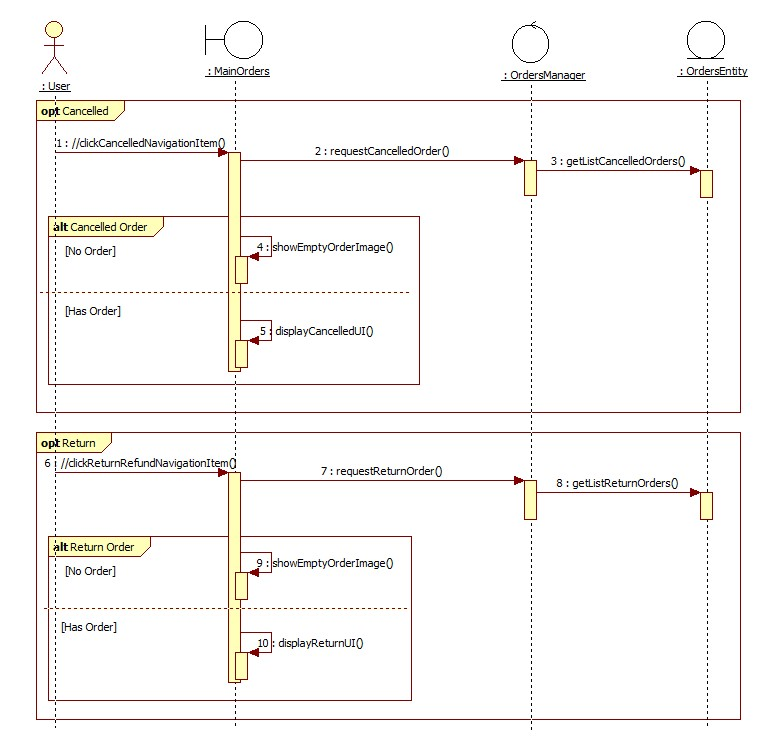 : User
: MainOrders
: OrdersManager
: OrdersEntity
opt Cancelled
1 : //clickCancelledNavigationItem()
2 : requestCancelledOrder()
3 : getListCancelledOrders()
alt Cancelled Order
[No Order]
4 : showEmptyOrderImage()
[Has Order]
5 : displayCancelledUI()
opt Return
6 : //clickReturnRefundNavigationItem()
7 : requestReturnOrder()
8 : getListReturnOrders()
alt Return Order
[No Order]
9 : showEmptyOrderImage()
[Has Order]
10 : displayReturnUI()